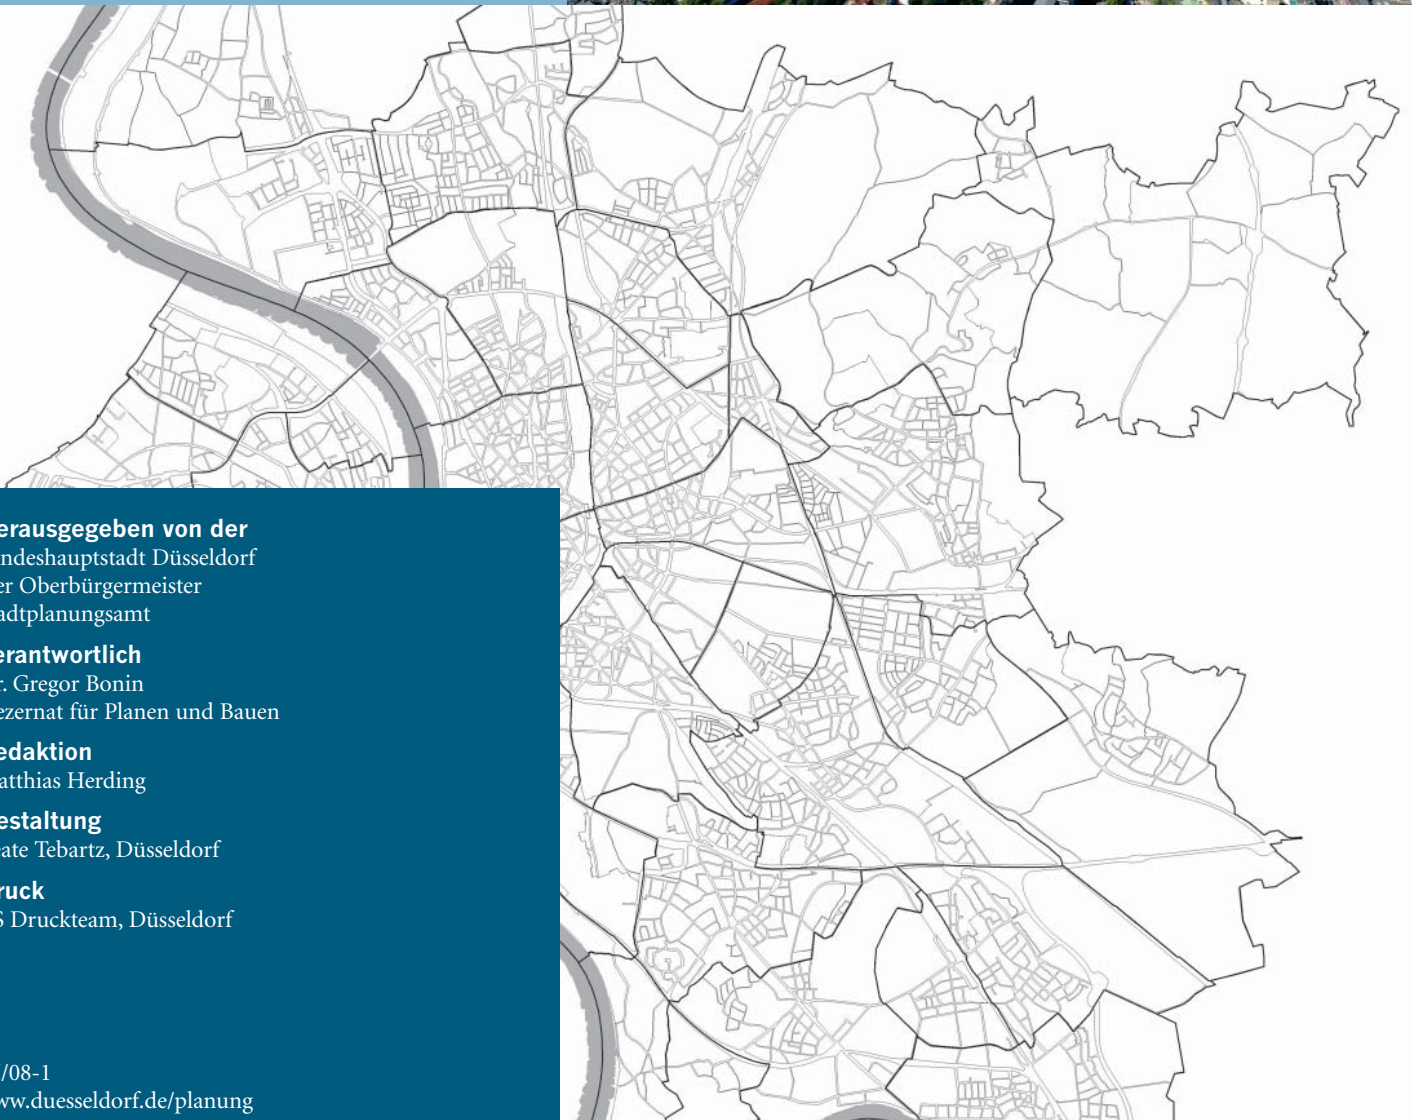 erausgegeben von der
ndeshauptstadt Düsseldorf
er Oberbürgermeister
adtplanungsamt
erantwortlich
r. Gregor Bonin
ezernat für Planen und Bauen
edaktion
atthias Herding
estaltung
eate Tebartz, Düsseldorf
ruck
S Druckteam, Düsseldorf
/08-1
ww.duesseldorf.de/planung